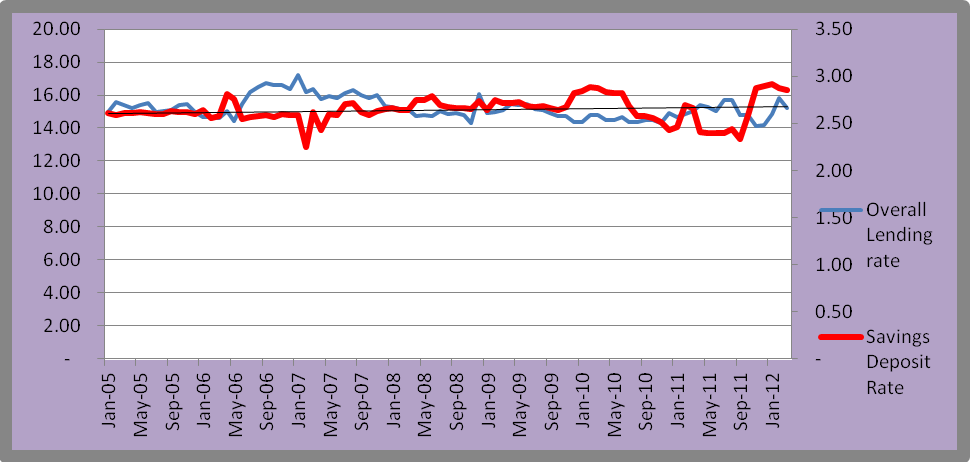 20.00
18.00
16.00
14.00
12.00
10.00
8.00
6.00
4.00
2.00
-
3.50
3.00
2.50
2.00
1.50
1.00
0.50
-
Jan-05
May-05
Sep-05
Jan-06
May-06
Sep-06
Jan-07
May-07
Sep-07
Jan-08
May-08
Sep-08
Jan-09
May-09
Sep-09
Jan-10
May-10
Sep-10
Jan-11
May-11
Sep-11
Jan-12
Overall
Lending
rate
Savings
Deposit
Rate